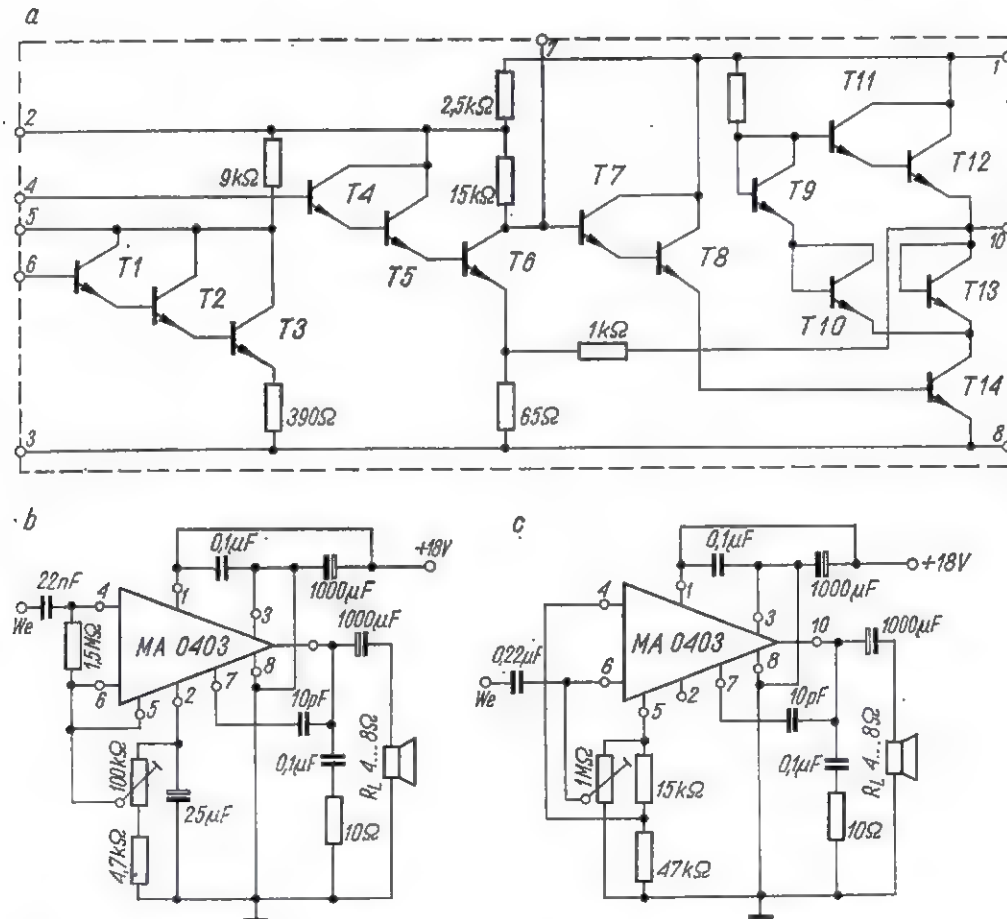 a
7
1
2
2,5kΩ
T11
9kΩ
T12
4
T4
15kΩ
T7
T9
5
10
T1
T5
T6
T8
6
T2
T10
T13
T3
1kΩ
T14
390Ω
65Ω
3
8
b
0,1μF
+18V
22nF
4
1
1000μF
We
3
1000μF
1,5MΩ
MA 0403
6
8
5
2
7
10pF
100kΩ
0,1μF
RL 4...8Ω
25μF
10Ω
4,7kΩ
c
0,1μF
+18V
4
1
1000μF
3
1000μF
0,22μF
MA 0403
10
We
6
8
5
2
7
10pF
1MΩ
15kΩ
0,1μF
RL 4...8Ω
10Ω
47kΩ